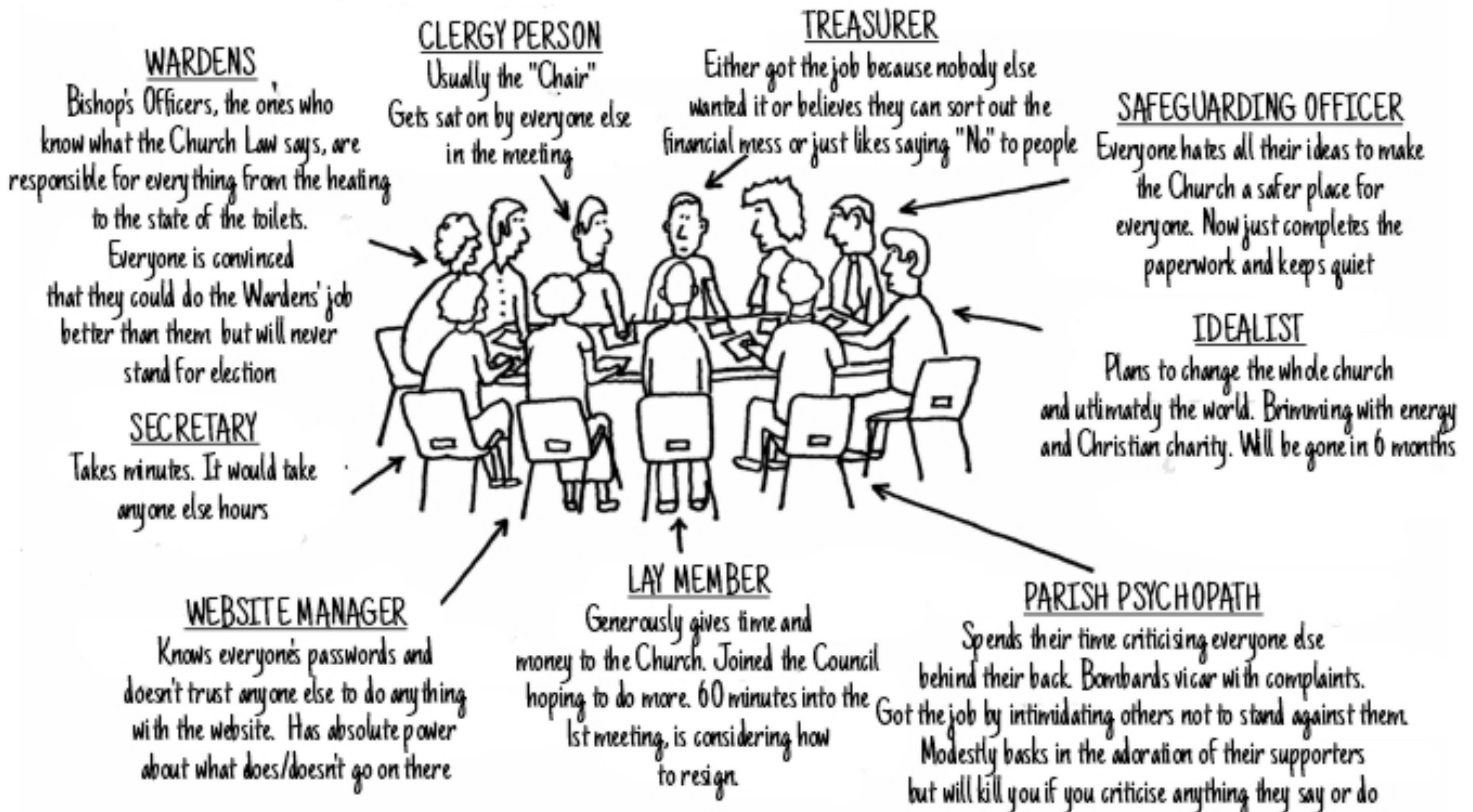 WARDENS
Bishop's Officers, the one's who
know what the Church Law says, are
responsible for everything from the heating
to the state of the toilets.
Everyone is convinced
that they could do the Wardens' job
better than them but will never
stand for election
CLERGY PERSON
Usually the "Chair"
Gets sat on by everyone else
in the meeting
TREASURER
Either got the job because nobody else
wanted it or believes they can sort out the
financial mess or just likes saying "No" to people
SAFEGUARDING OFFICER
Everyone hates all their ideas to make
the Church a safer place for
everyone. Now just completes the
paperwork and keeps quiet
IDEALIST
Plans to change the whole church
and utlimately the world. Brimming with energy
and Christian charity. Will be gone in 6 months
SECRETARY
Takes minutes. It would take
anyone else hours
WEBSITE MANAGER
Knows everyone's passwords and
doesn't trust anyone else to do anything
with the website. Has absolute power
about what does/doesn't go on there
LAY MEMBER
Generously gives time and
money to the Church. Joined the Council
hoping to do more. 60 minutes into the
1st meeting, is considering how
to resign.
PARISH PSYCHOPATH
Spends their time criticising everyone else
behind their back. Bombards vicar with complaints.
Got the job by intimidating others not to stand against them.
Modestly basks in the adoration of their supporters
but will kill you if you criticise anything they say or do